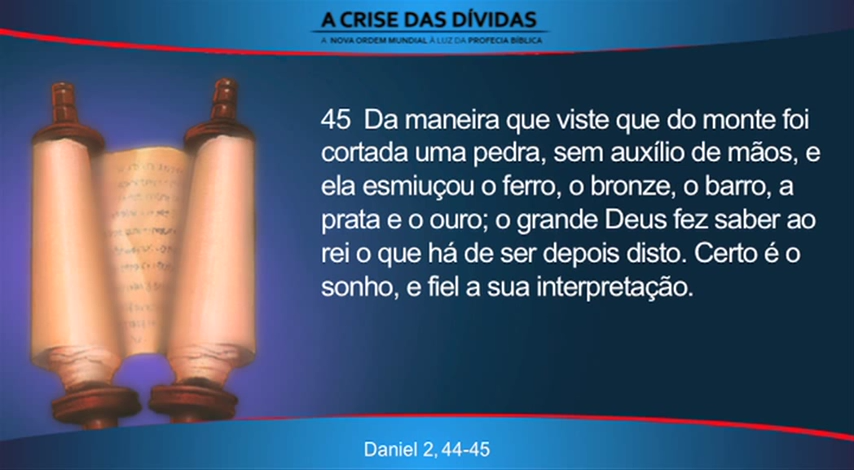 A CRISE DAS DÍVIDAS
A NOVA ORDEM MUNDIAL À LUZ DA PROFECIA BÍBLICA
45 Da maneira que viste que do monte foi
cortada uma pedra, sem auxílio de mãos, e
ela esmiuçou o ferro, o bronze, o barro, a
prata e o ouro; o grande Deus fez saber ao
rei o que há de ser depois disto. Certo é o
sonho, e fiel a sua interpretação.
Daniel 2, 44-45